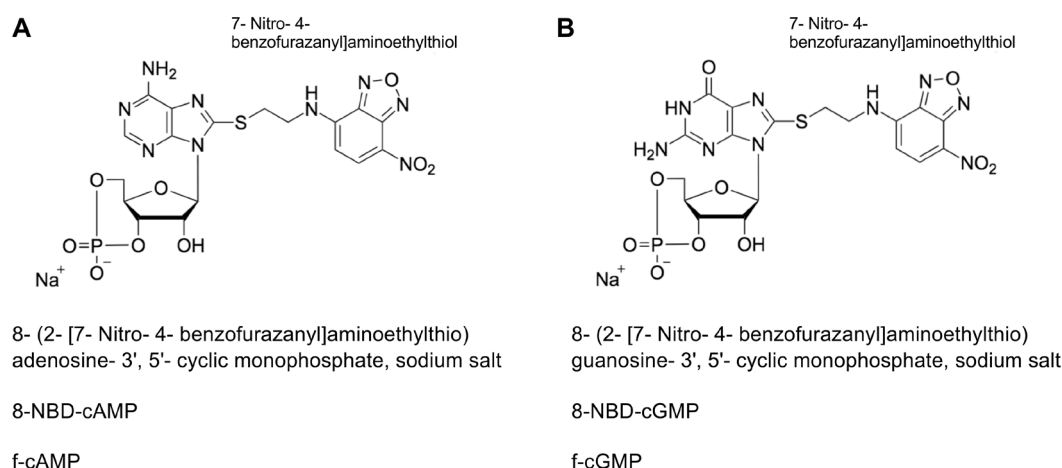 A
7- Nitro- 4-
benzofurazanyl]aminoethylthiol
NH2
N
N
N
N
S
H
N
N
O
N
NO2
O
O
O=P
O
OH
O−
Na+
8- (2- [7- Nitro- 4- benzofurazanyl]aminoethylthio)
adenosine- 3', 5'- cyclic monophosphate, sodium salt
8-NBD-cAMP
f-cAMP
B
7- Nitro- 4-
benzofurazanyl]aminoethylthiol
O
HN
N
H2N
N
N
S
H
N
N
O
N
NO2
O
O
O=P
O
OH
O−
Na+
8- (2- [7- Nitro- 4- benzofurazanyl]aminoethylthio)
guanosine- 3', 5'- cyclic monophosphate, sodium salt
8-NBD-cGMP
f-cGMP